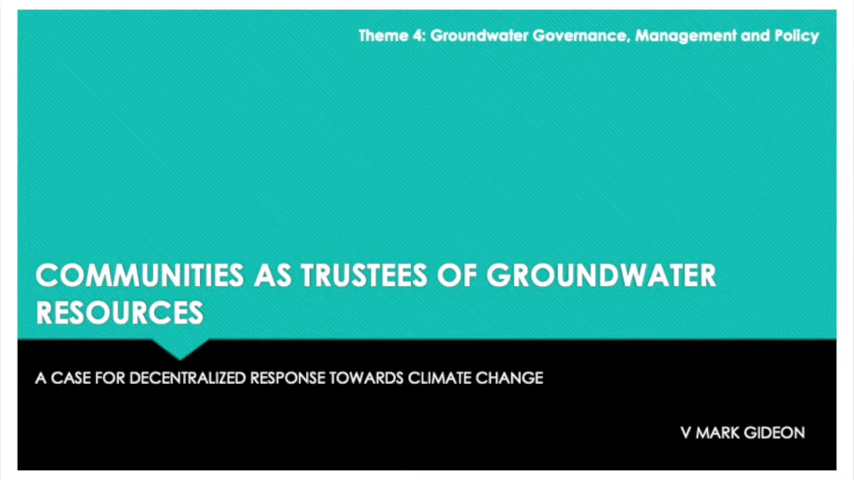 Theme 4: Groundwater Governance, Management and Policy
COMMUNITIES AS TRUSTEES OF GROUNDWATER
RESOURCES
A CASE FOR DECENTRALIZED RESPONSE TOWARDS CLIMATE CHANGE
V MARK GIDEON